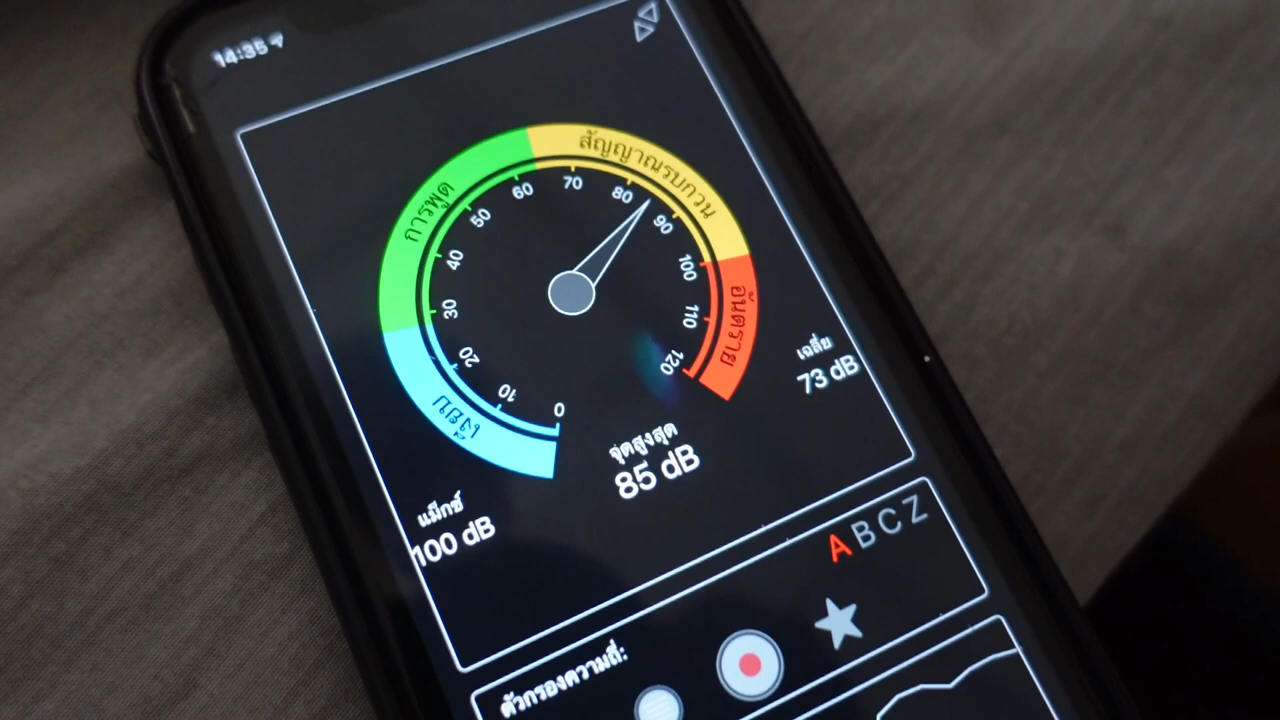 14:35
สัญญาณรบกวน
การพูด
อันตราย
เงียบ
0
10
20
30
40
50
60
70
80
90
100
110
120
เฉลี่ย
73 dB
จุดสูงสุด
85 dB
แม็กซ์
100 dB
A B C Z
ตัวกรองความถี่: